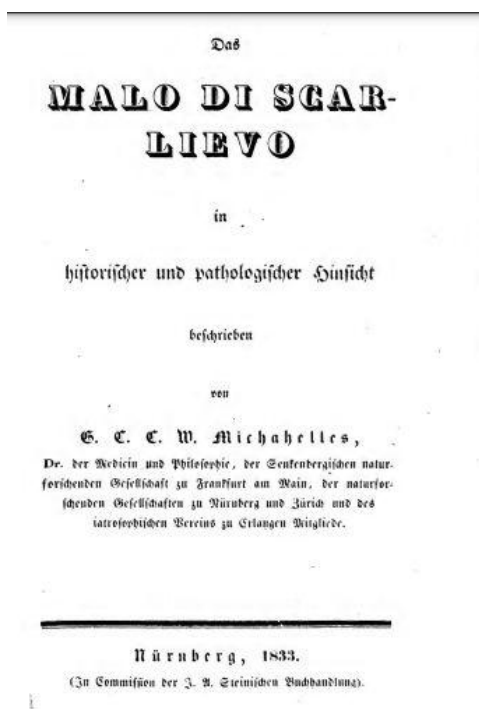 Das
MALO DI SCAR-
LIEVO
in
historischer und pathologischer Hinsicht
beschrieben
von
G. C. C. W. Michahelles,
Dr. der Medicin und Philosophie, der Senkenbergischen natur-
forschenden Gesellschaft zu Frankfurt am Main, der naturfor-
schenden Gesellschaften zu Nürnberg und Zürich und des
iatrosophischen Vereins zu Erlangen Mitgliede.
Nürnberg, 1833.
(In Commission der J. A. Steinischen Buchhandlung).